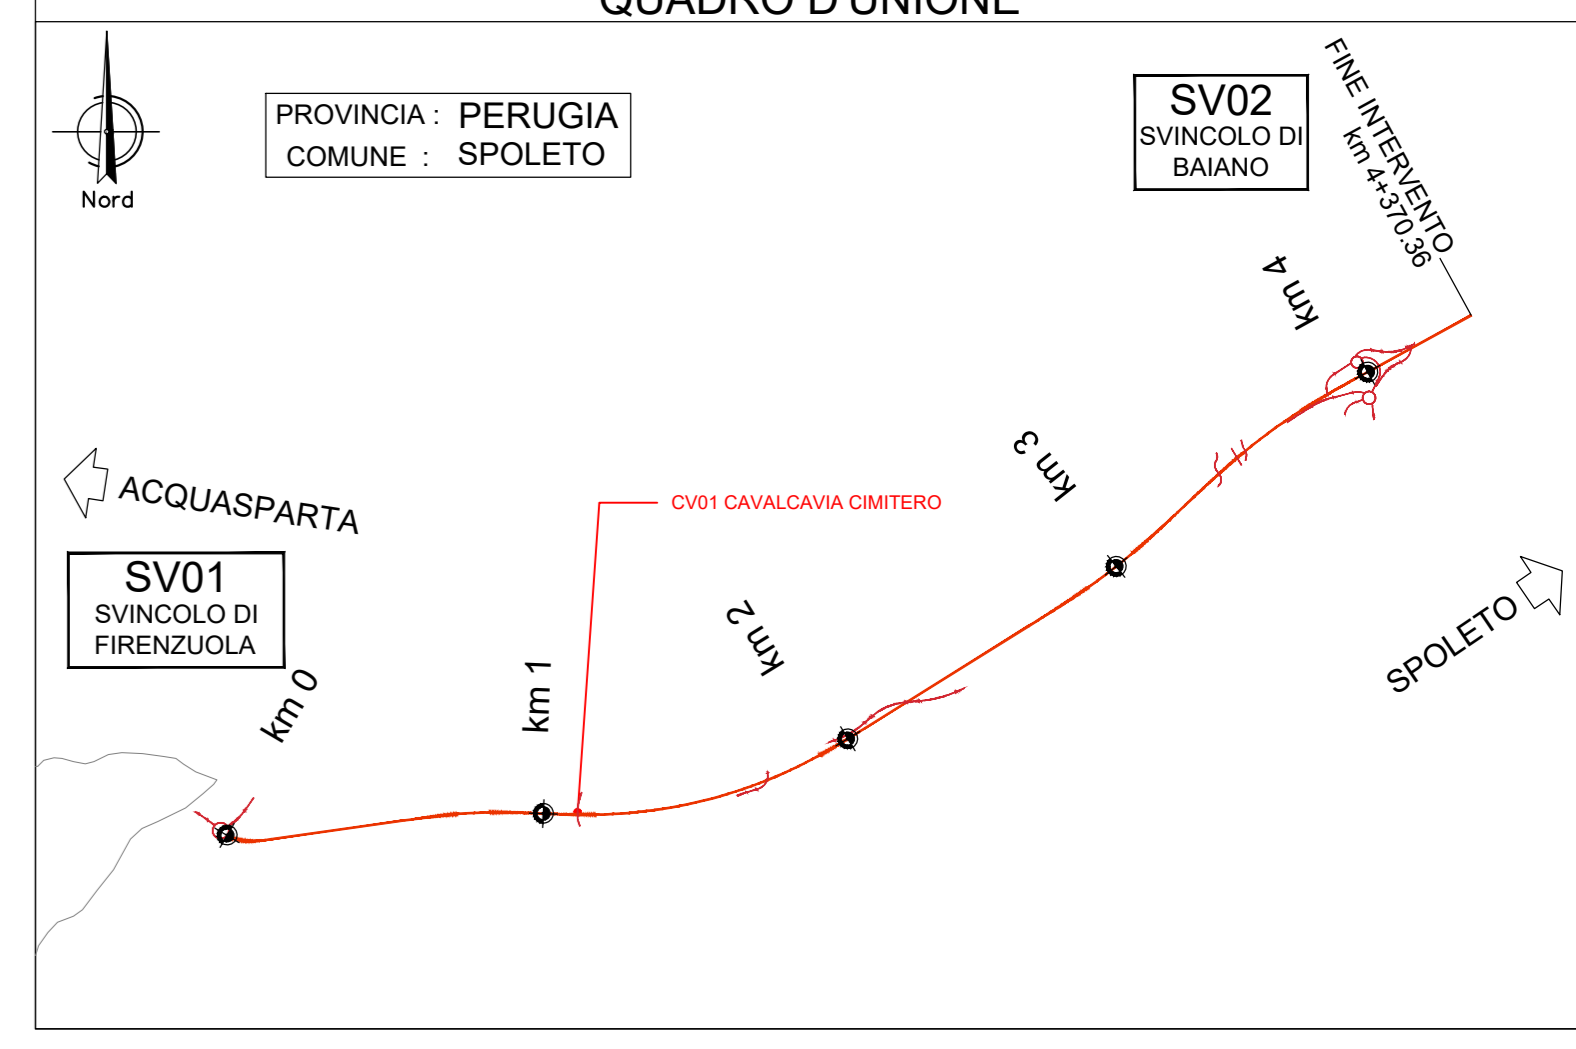 QUADRO D'UNIONE
Nord
PROVINCIA : PERUGIA
COMUNE : SPOLETO
SV02
SVINCOLO DI
BAIANO
FINE INTERVENTO
km 4+370.36
km 4
km 3
ACQUASPARTA
CV01 CAVALCAVIA CIMITERO
SV01
SVINCOLO DI
FIRENZUOLA
SPOLETO
km 2
km 1
km 0